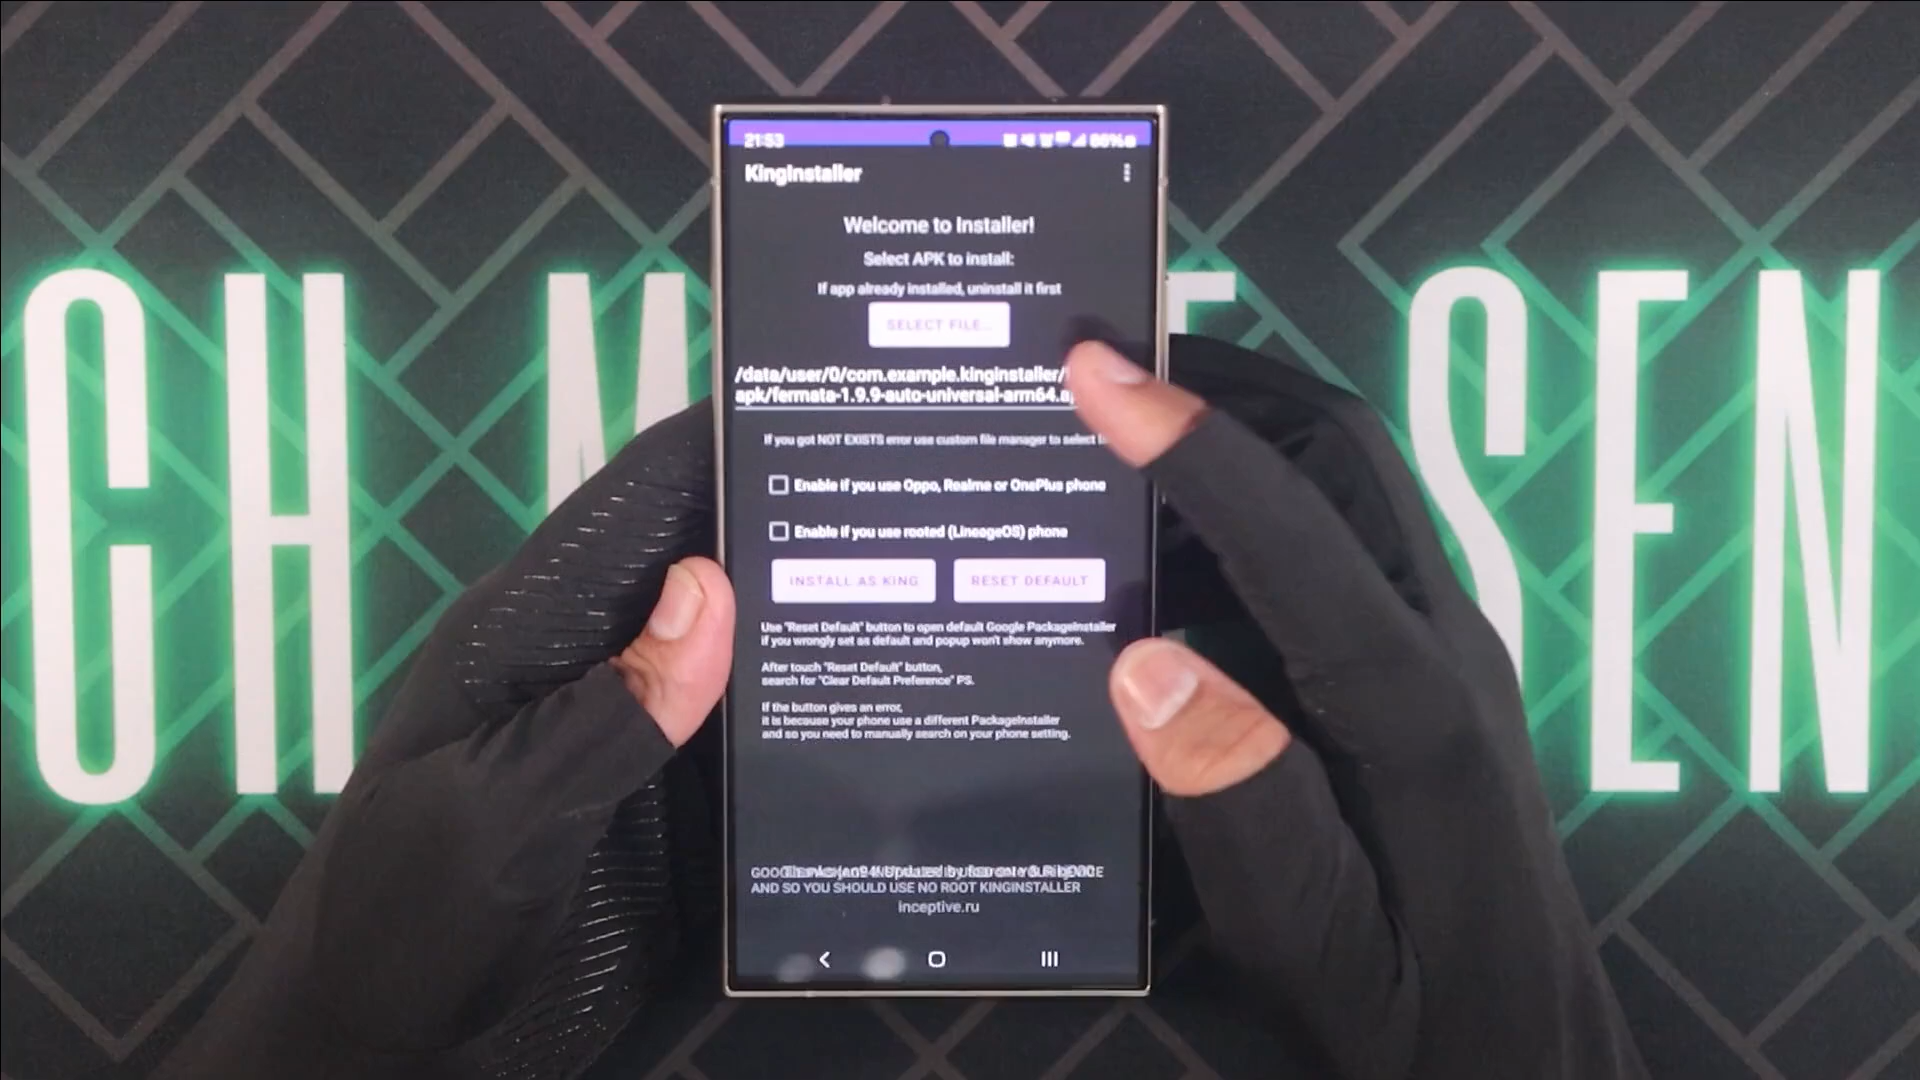 21:53
86%
KingInstaller
Welcome to Installer!
Select APK to install:
If app already installed, uninstall it first
SELECT FILE...
/data/user/0/com.example.kinginstaller/
apk/fermata-1.9.9-auto-universal-arm64.ap
If you got NOT EXISTS error use custom file manager to select
Enable if you use Oppo, Realme or OnePlus phone
Enable if you use rooted (LineageOS) phone
INSTALL AS KING
RESET DEFAULT
Use "Reset Default" button to open default Google PackageInstaller
if you wrongly set as default and popup won't show anymore.
After touch "Reset Default" button,
search for "Clear Default Preference" PS.
If the button gives an error,
it is because your phone use a different PackageInstaller
and so you need to manually search on your phone setting.
AND SO YOU SHOULD USE NO ROOT KINGINSTALLER
inceptive.ru
CH M SEN